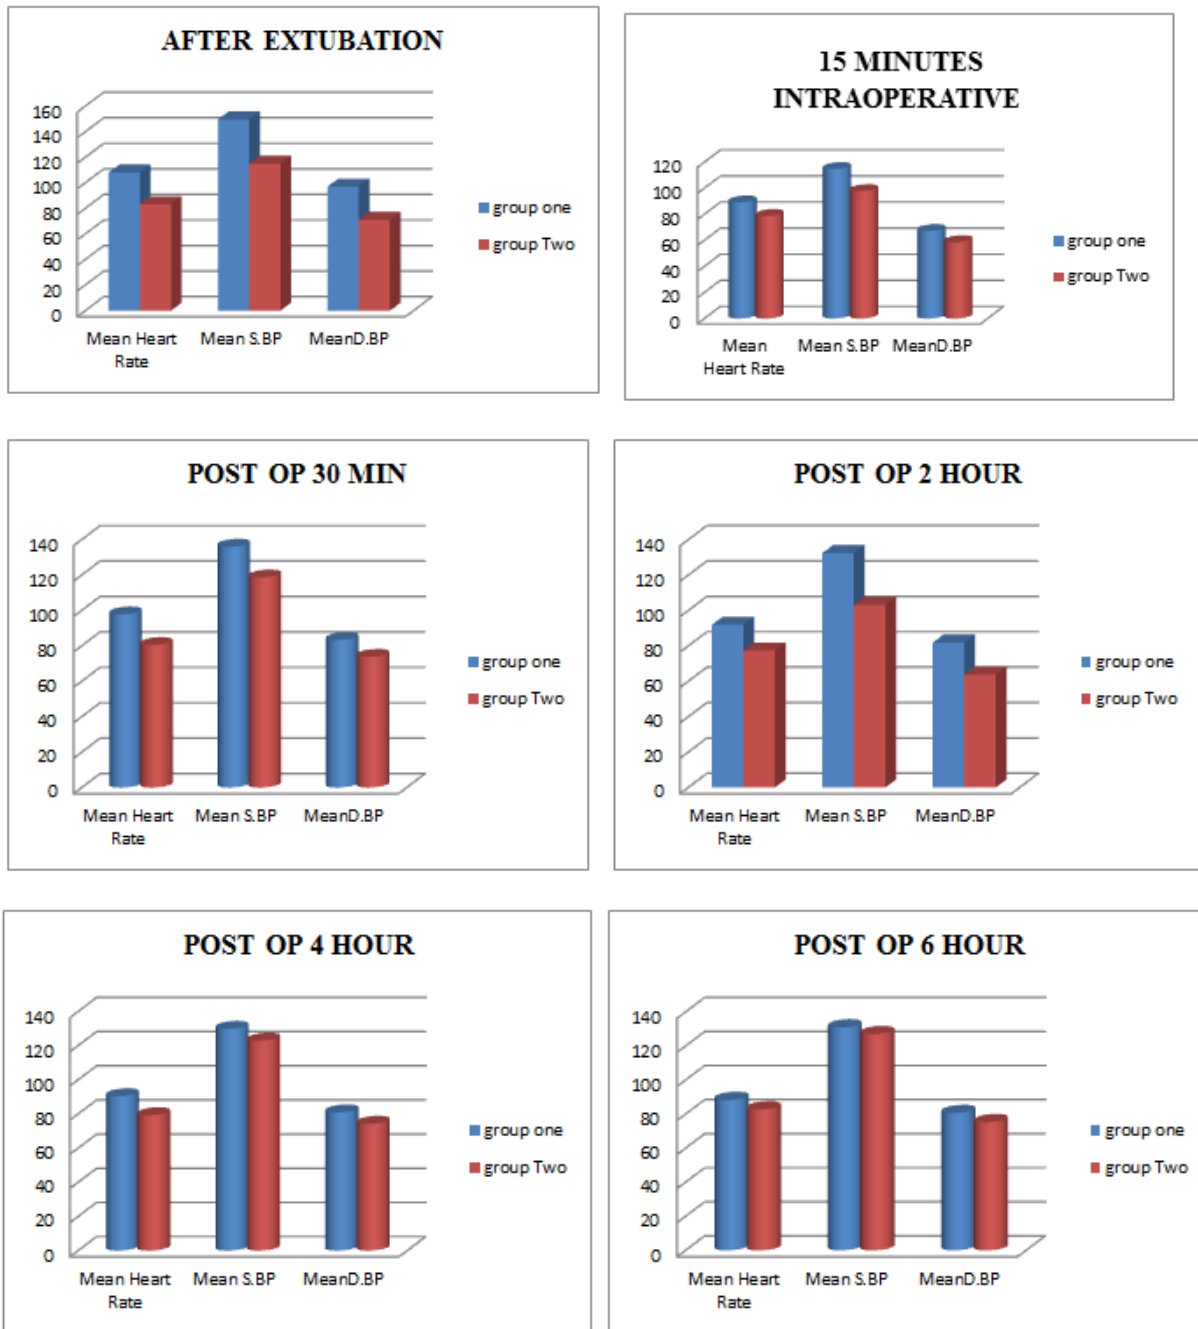 AFTER EXTUBATION
160
140
120
100
80
60
40
20
0
Mean Heart
Rate
Mean S.BP
MeanD.BP
group one
group Two
15 MINUTES
INTRAOPERATIVE
120
100
80
60
40
20
0
Mean
Heart Rate
Mean S.BP
MeanD.BP
group one
group Two
POST OP 30 MIN
140
120
100
80
60
40
20
0
Mean Heart
Rate
Mean S.BP
MeanD.BP
group one
group Two
POST OP 2 HOUR
140
120
100
80
60
40
20
0
Mean Heart
Rate
Mean S.BP
MeanD.BP
group one
group Two
POST OP 4 HOUR
140
120
100
80
60
40
20
0
Mean Heart
Rate
Mean S.BP
MeanD.BP
group one
group Two
POST OP 6 HOUR
140
120
100
80
60
40
20
0
Mean Heart
Rate
Mean S.BP
MeanD.BP
group one
group Two